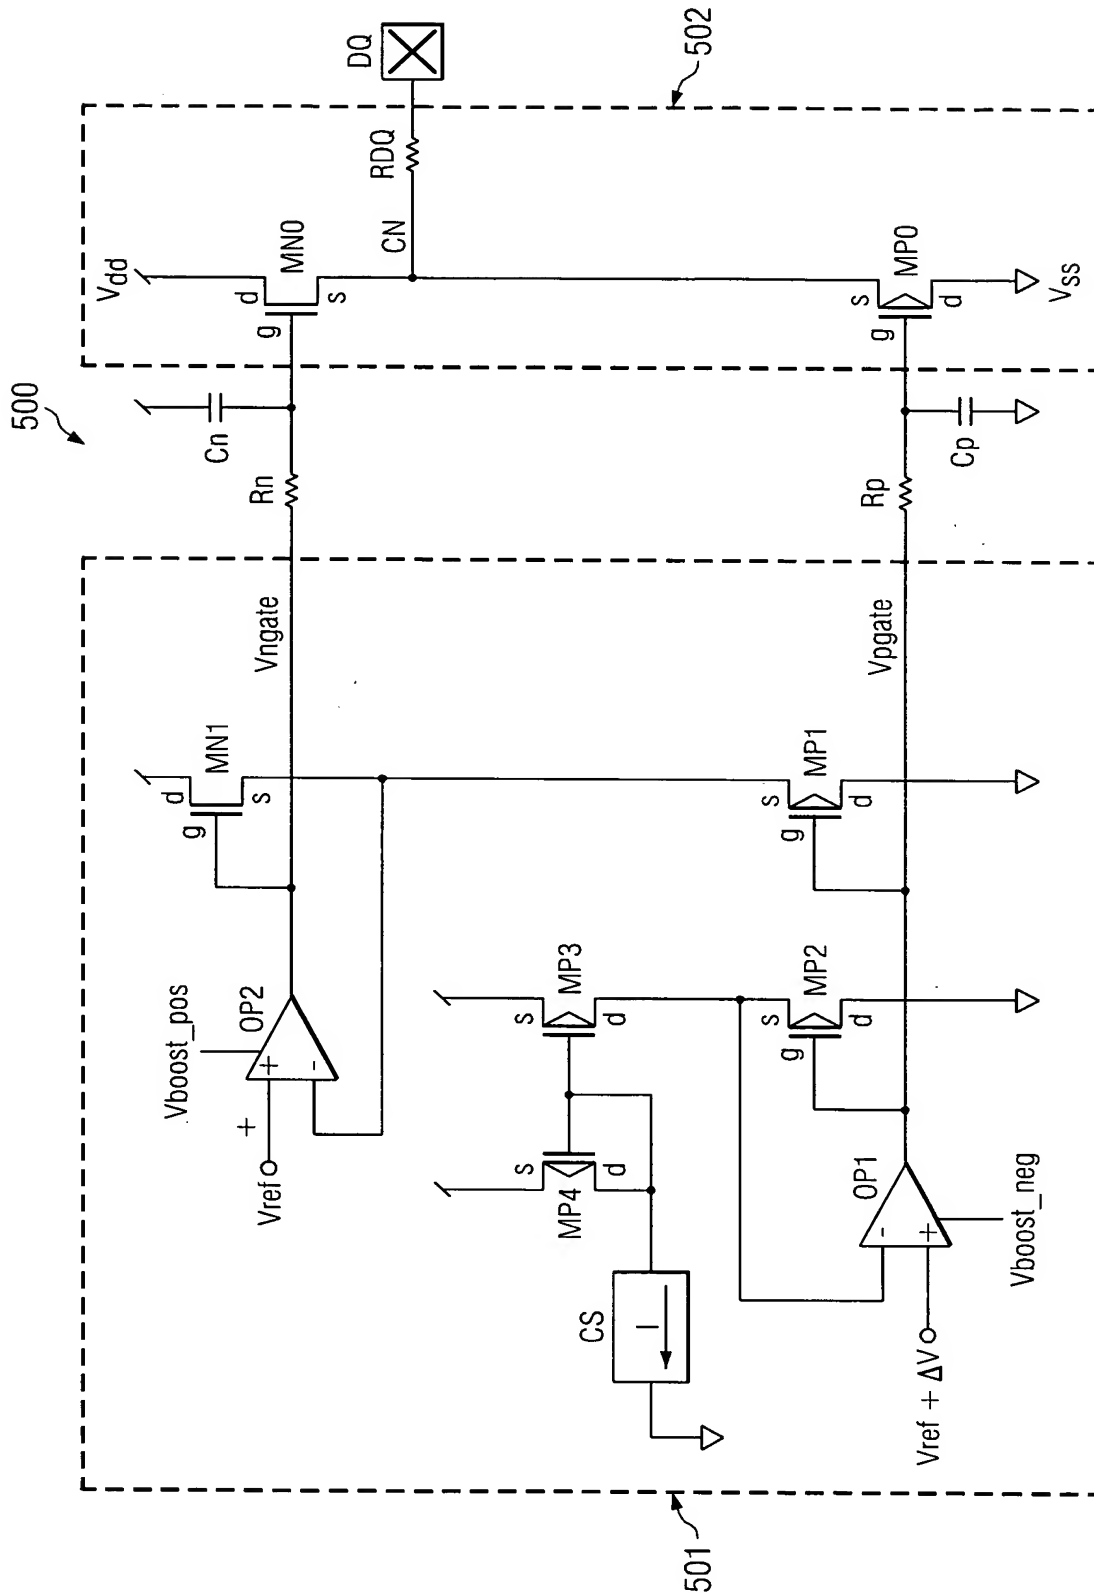 500
502
501
DQ
RDQ
CN
Vdd
d
MN0
s
g
s
MP0
g
d
Vss
Cn
Rn
Cp
Rp
Vngate
Vpgate
d
MN1
g
s
s
MP1
g
d
Vboost_pos
OP2
+
-
+
Vref
s
MP3
d
s
MP4
d
s
MP2
g
d
CS
I
OP1
-
+
Vboost_neg
Vref + ΔV